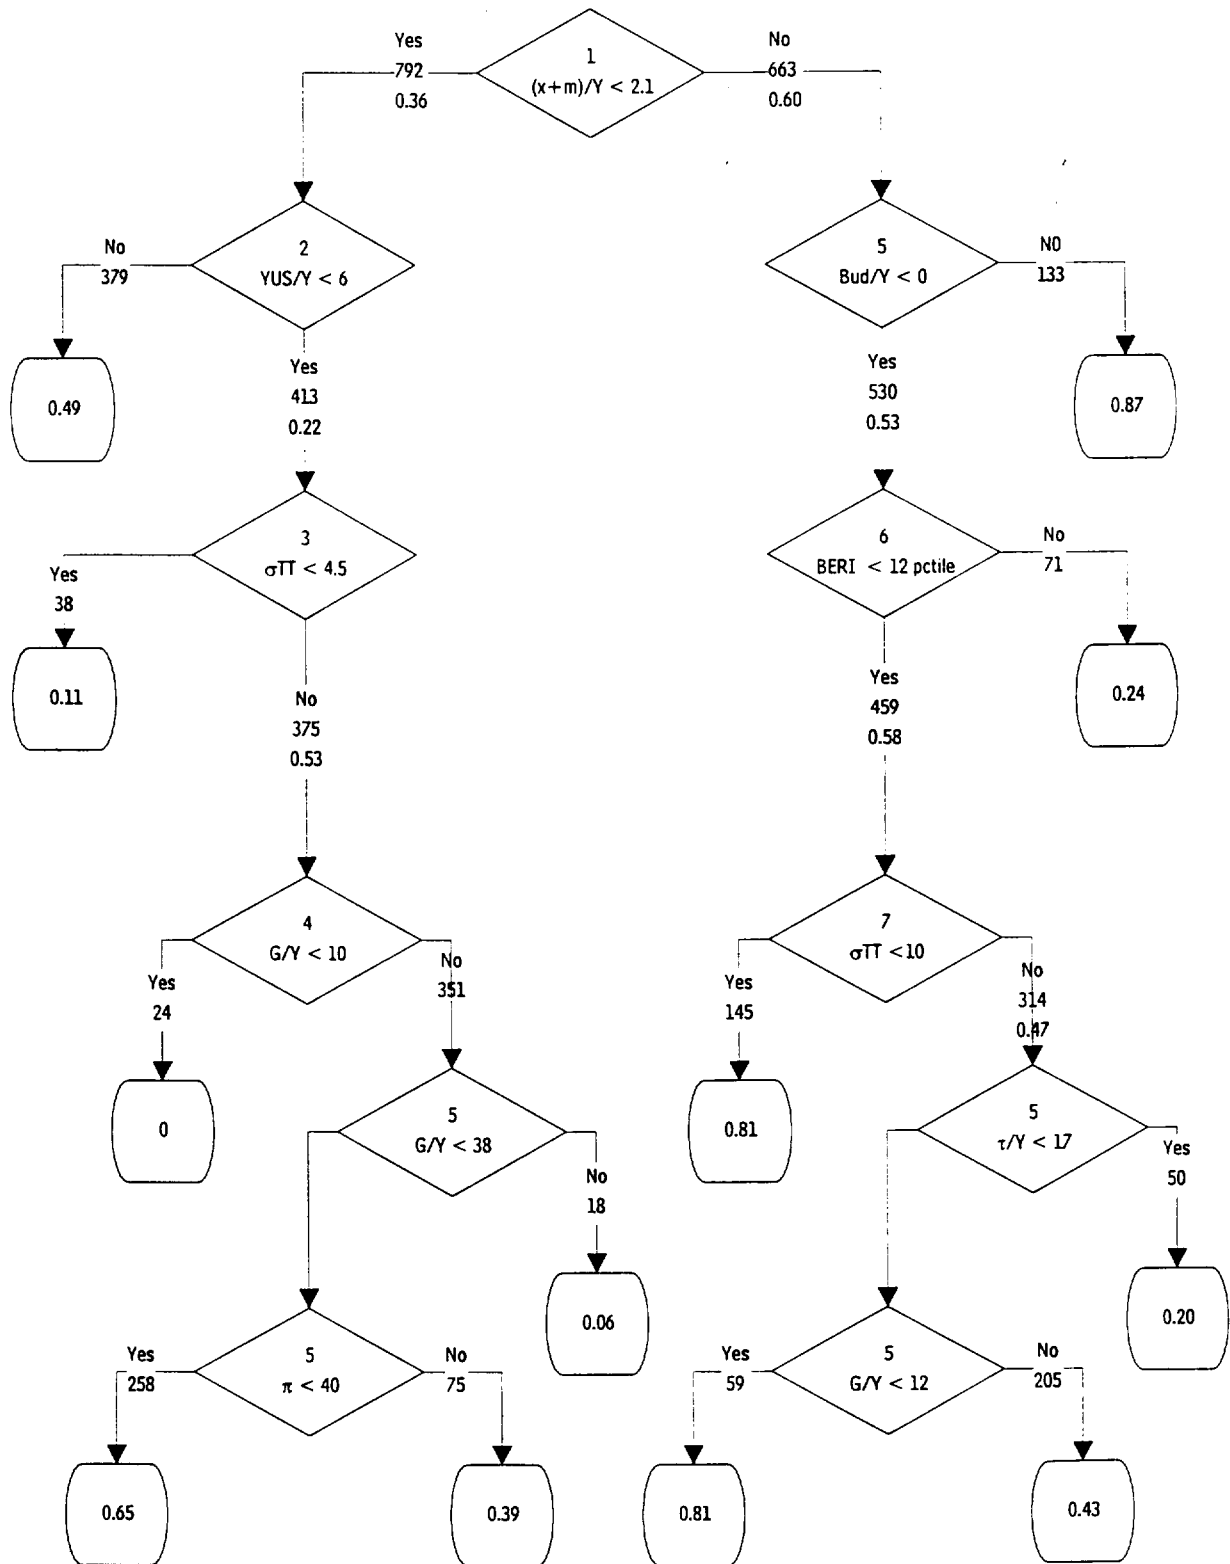 Yes
792
0.36
1
(x+m)/Y < 2.1
No
663
0.60
No
379
2
YUS/Y < 6
5
Bud/Y < 0
N0
133
0.49
Yes
413
0.22
Yes
530
0.53
0.87
Yes
38
3
σTT < 4.5
6
BERI < 12 pctile
No
71
0.11
No
375
0.53
Yes
459
0.58
0.24
Yes
24
4
G/Y < 10
No
351
Yes
145
7
σTT <10
No
314
0.47
0
5
G/Y < 38
No
18
0.81
5
τ/Y < 17
Yes
50
0.06
0.20
Yes
258
5
π < 40
No
75
Yes
59
5
G/Y < 12
No
205
0.65
0.39
0.81
0.43